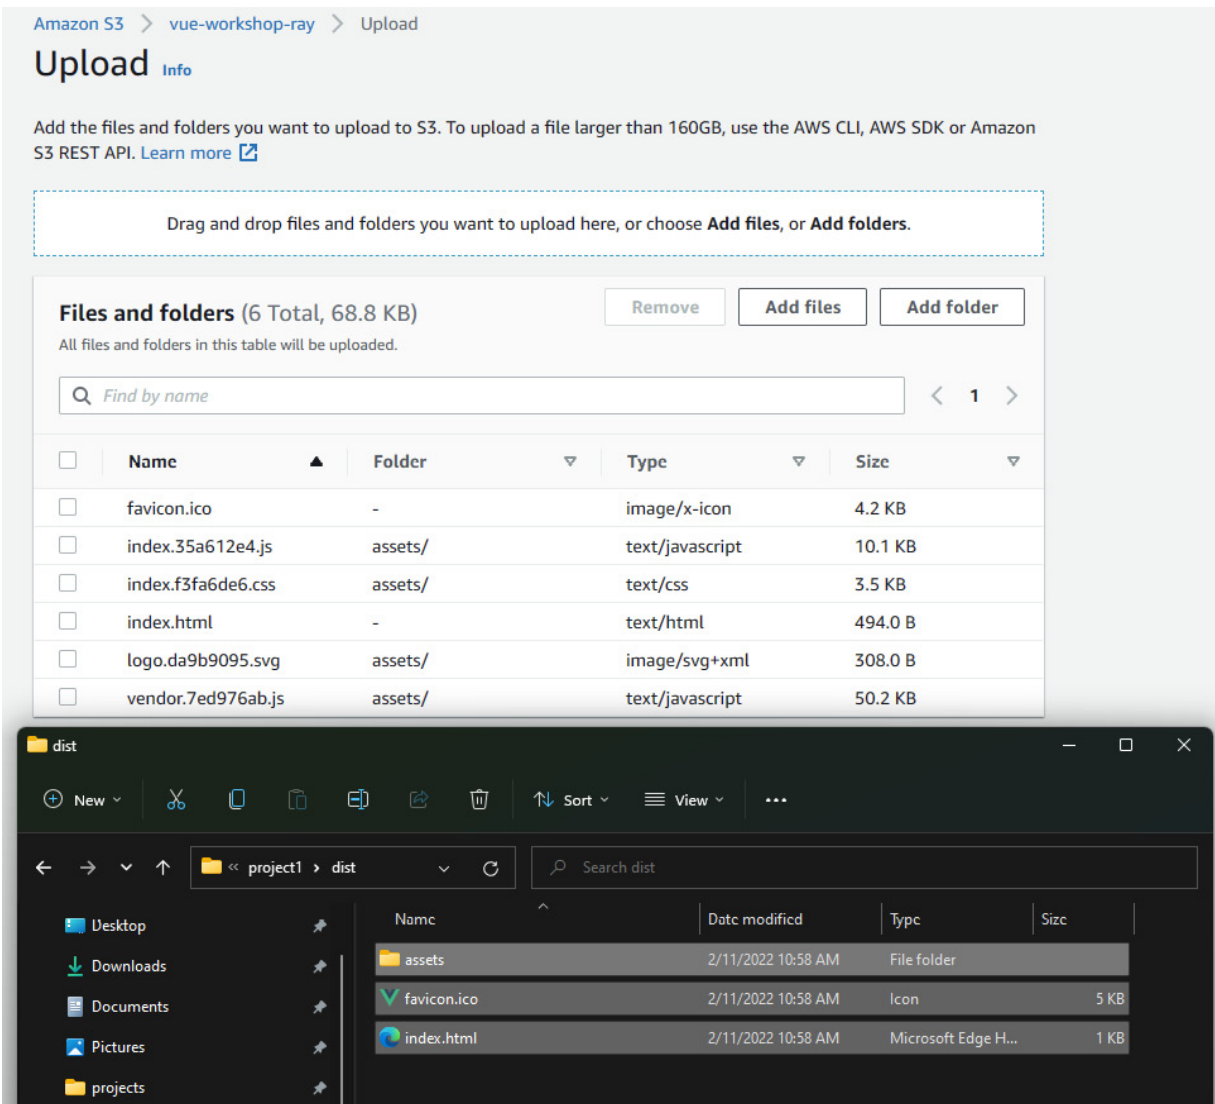 Amazon S3 > vue-workshop-ray > Upload
Upload Info
Add the files and folders you want to upload to S3. To upload a file larger than 160GB, use the AWS CLI, AWS SDK or Amazon
S3 REST API. Learn more
Drag and drop files and folders you want to upload here, or choose Add files, or Add folders.
Files and folders (6 Total, 68.8 KB) Remove Add files Add folder
All files and folders in this table will be uploaded.
Find by name < 1 >
Name Folder Type Size
favicon.ico - image/x-icon 4.2 KB
index.35a612e4.js assets/ text/javascript 10.1 KB
index.f3fa6de6.css assets/ text/css 3.5 KB
index.html - text/html 494.0 B
logo.da9b9095.svg assets/ image/svg+xml 308.0 B
vendor.7ed976ab.js assets/ text/javascript 50.2 KB
dist
New Sort View ...
« project1 > dist Search dist
Name Date modified Type Size
Desktop
assets 2/11/2022 10:58 AM File folder
Downloads
favicon.ico 2/11/2022 10:58 AM Icon 5 KB
Documents
index.html 2/11/2022 10:58 AM Microsoft Edge H... 1 KB
Pictures
projects